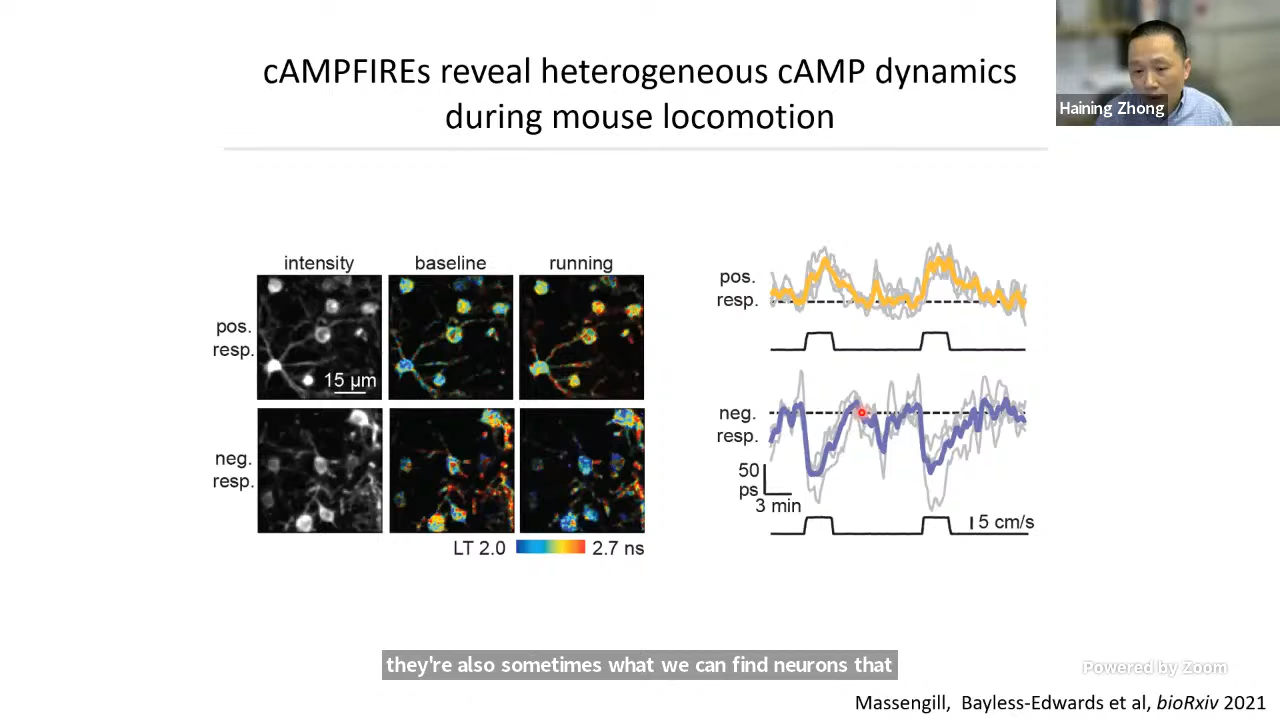 cAMPFIREs reveal heterogeneous cAMP dynamics
during mouse locomotion
Haining Zhong
intensity baseline running
pos.
resp.
15 µm
neg.
resp.
LT 2.0 2.7 ns
pos.
resp.
neg.
resp.
50
ps
3 min
5 cm/s
they're also sometimes what we can find neurons that
Powered by Zoom
Massengill, Bayless-Edwards et al, bioRxiv 2021